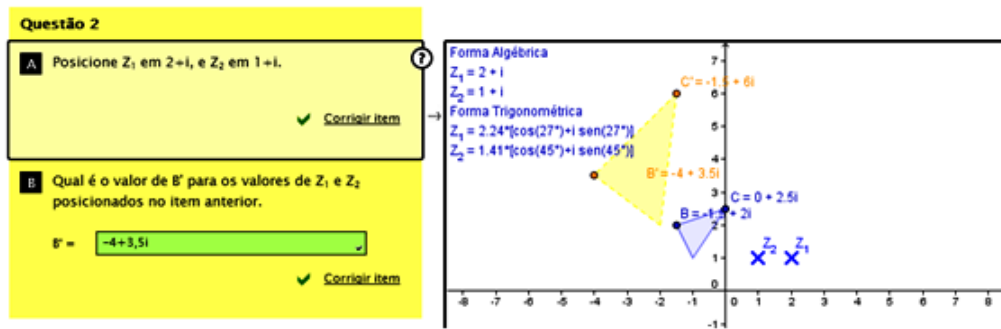 Questão 2
A Posicione Z₁ em 2+i, e Z₂ em 1+i.
?
Corrigir item
B Qual é o valor de B' para os valores de Z₁ e Z₂
posicionados no item anterior.
B' = -4+3,5i
Corrigir item
Forma Algébrica
Z₁ = 2 + i
Z₂ = 1 + i
Forma Trigonométrica
Z₁ = 2.24*[cos(27°)+i sen(27°)]
Z₂ = 1.41*[cos(45°)+i sen(45°)]
C' = -1.5 + 6i
B' = -4 + 3.5i
C = 0 + 2.5i
B = -1.5 + 2i
Z₂ Z₁
7
6
5
4
3
2
1
0
-1
-8 -7 -6 -5 -4 -3 -2 -1 0 1 2 3 4 5 6 7 8